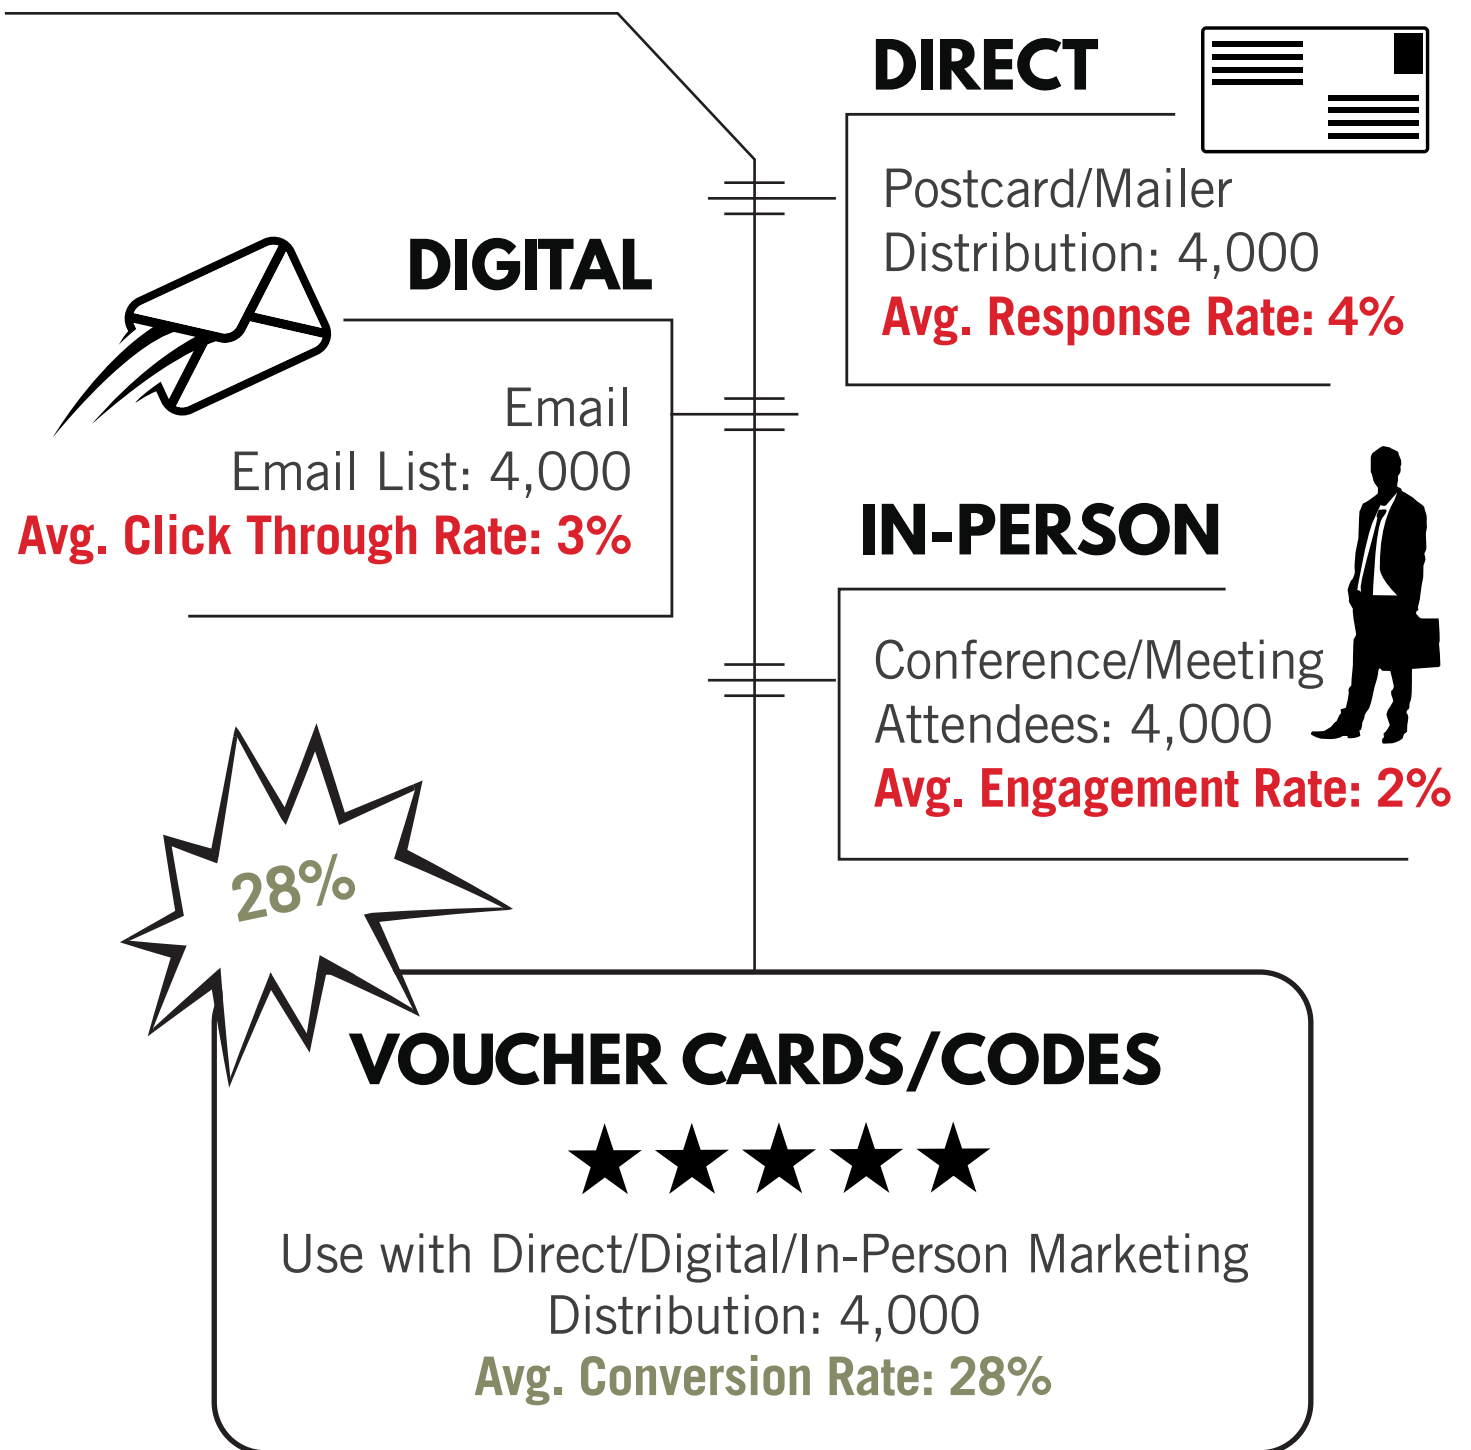 DIRECT
Postcard/Mailer
Distribution: 4,000
Avg. Response Rate: 4%
DIGITAL
Email
Email List: 4,000
Avg. Click Through Rate: 3%
IN-PERSON
Conference/Meeting
Attendees: 4,000
Avg. Engagement Rate: 2%
28%
VOUCHER CARDS/CODES
Use with Direct/Digital/In-Person Marketing
Distribution: 4,000
Avg. Conversion Rate: 28%